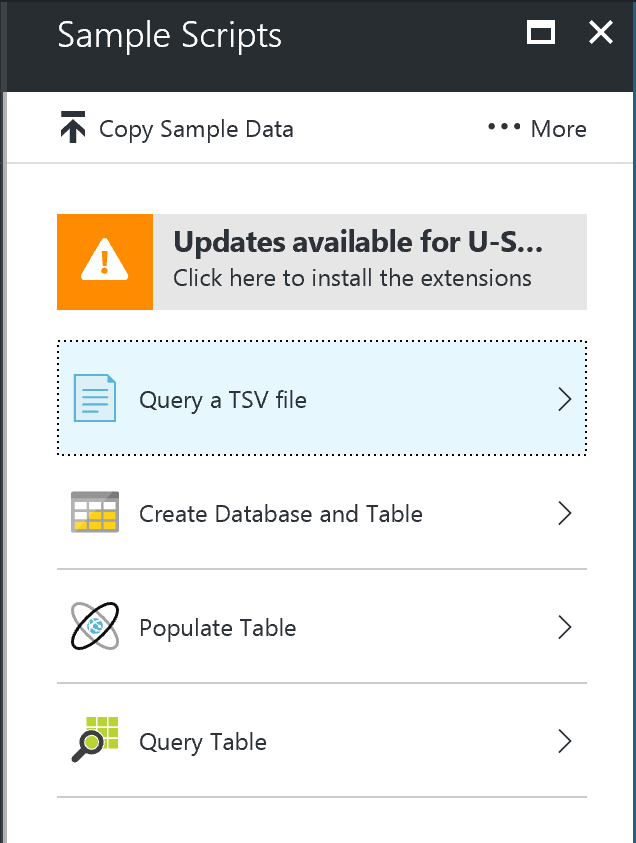 Sample Scripts
Copy Sample Data
••• More
Updates available for U-S...
Click here to install the extensions
Query a TSV file
Create Database and Table
Populate Table
Query Table